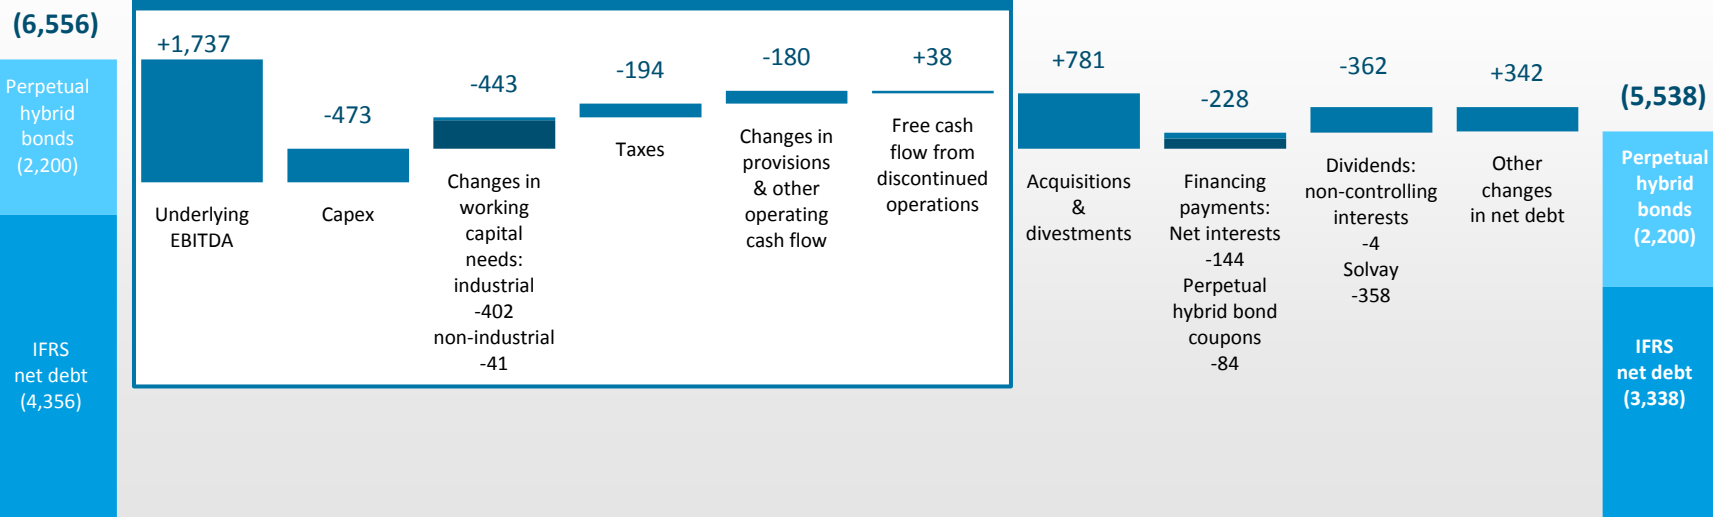 (6,556)
Perpetual
hybrid
bonds
(2,200)
IFRS
net debt
(4,356)
+1,737
Underlying
EBITDA
-473
Capex
-443
Changes in
working
capital
needs:
industrial
-402
non-industrial
-41
-194
Taxes
-180
Changes in
provisions
& other
operating
cash flow
+38
Free cash
flow from
discontinued
operations
+781
Acquisitions
&
divestments
-228
Financing
payments:
Net interests
-144
Perpetual
hybrid bond
coupons
-84
-362
Dividends:
non-controlling
interests
-4
Solvay
-358
+342
Other
changes
in net debt
(5,538)
Perpetual
hybrid
bonds
(2,200)
IFRS
net debt
(3,338)